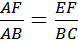 AF/AB = EF/BC